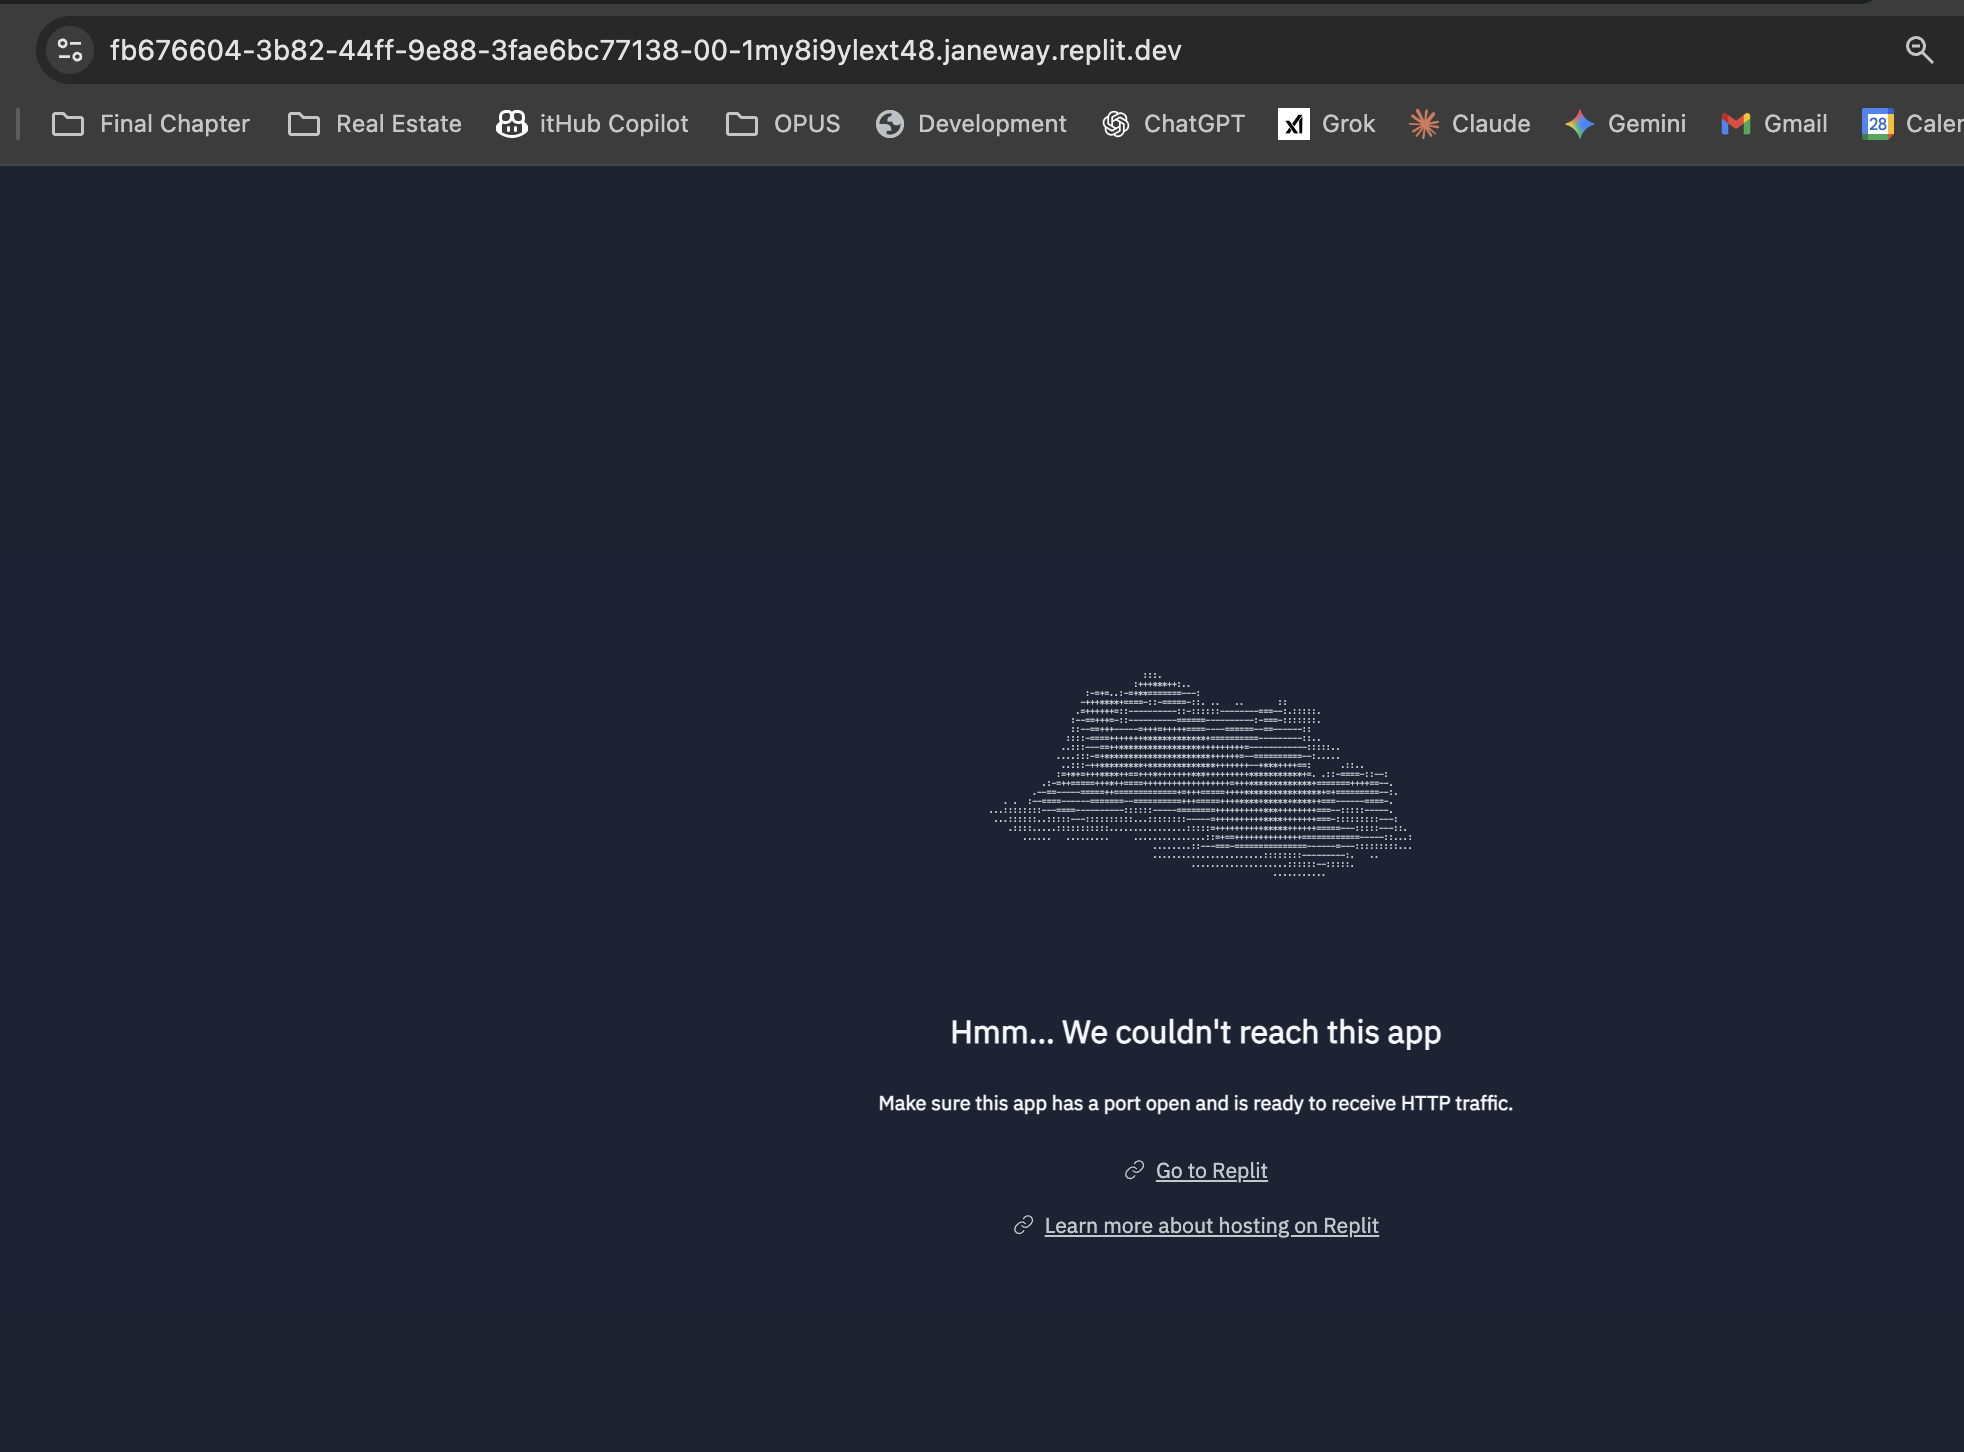 fb676604-3b82-44ff-9e88-3fae6bc77138-00-1my8i9ylext48.janeway.replit.dev
Final Chapter Real Estate itHub Copilot OPUS Development ChatGPT Grok Claude Gemini Gmail 28 Caler
Hmm... We couldn't reach this app
Make sure this app has a port open and is ready to receive HTTP traffic.
Go to Replit
Learn more about hosting on Replit